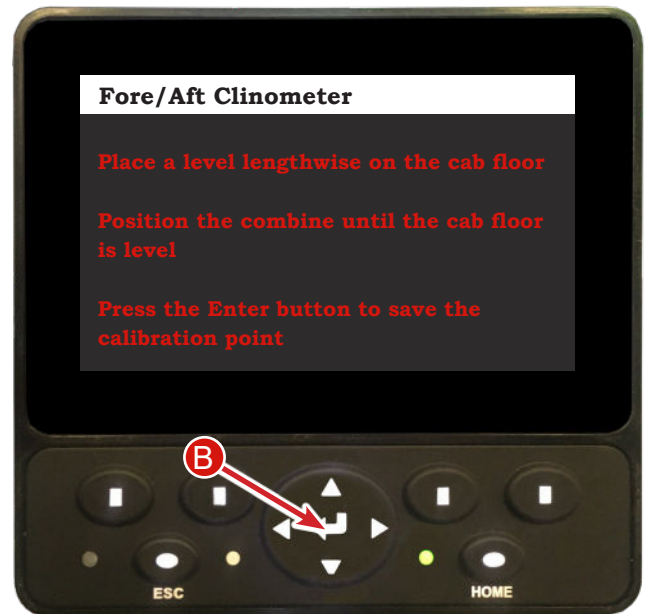 Fore/Aft Clinometer
Place a level lengthwise on the cab floor
Position the combine until the cab floor
is level
Press the Enter button to save the
calibration point
B
ESC
HOME